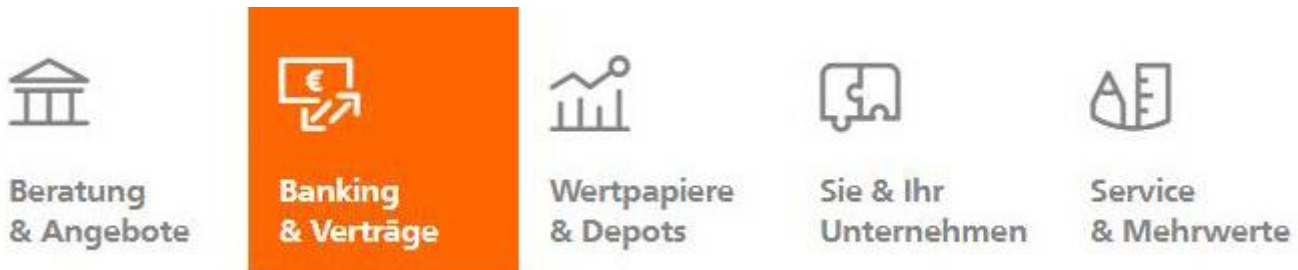 Beratung
& Angebote
€
Banking
& Verträge
Wertpapiere
& Depots
Sie & Ihr
Unternehmen
Service
& Mehrwerte